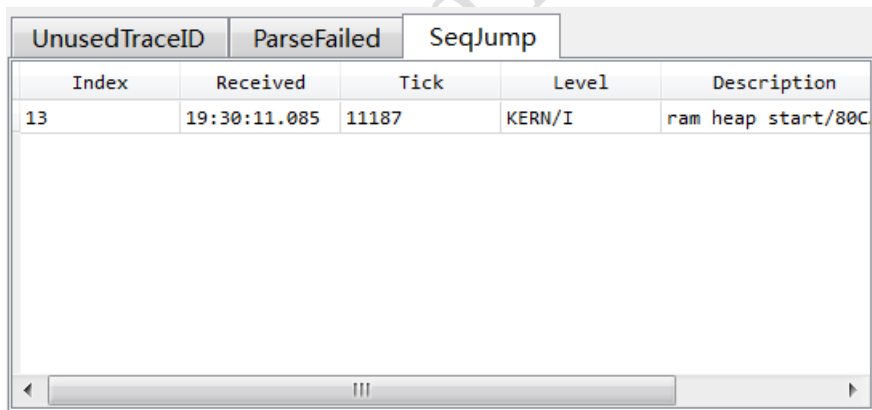 UnusedTraceID ParseFailed SeqJump
Index Received Tick Level Description
13 19:30:11.085 11187 KERN/I ram heap start/80C